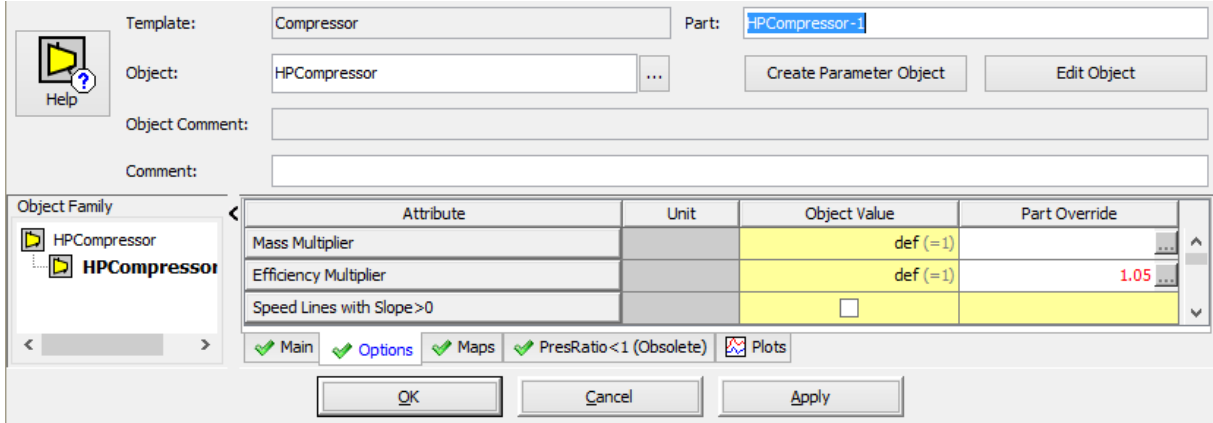 Template: Compressor Part: HPCompressor-1
Help
Object: HPCompressor ... Create Parameter Object Edit Object
Object Comment:
Comment:
Object Family
HPCompressor
HPCompressor
Attribute Unit Object Value Part Override
Mass Multiplier def (=1) ...
Efficiency Multiplier def (=1) 1.05 ...
Speed Lines with Slope>0
Main Options Maps PresRatio<1 (Obsolete) Plots
OK Cancel Apply